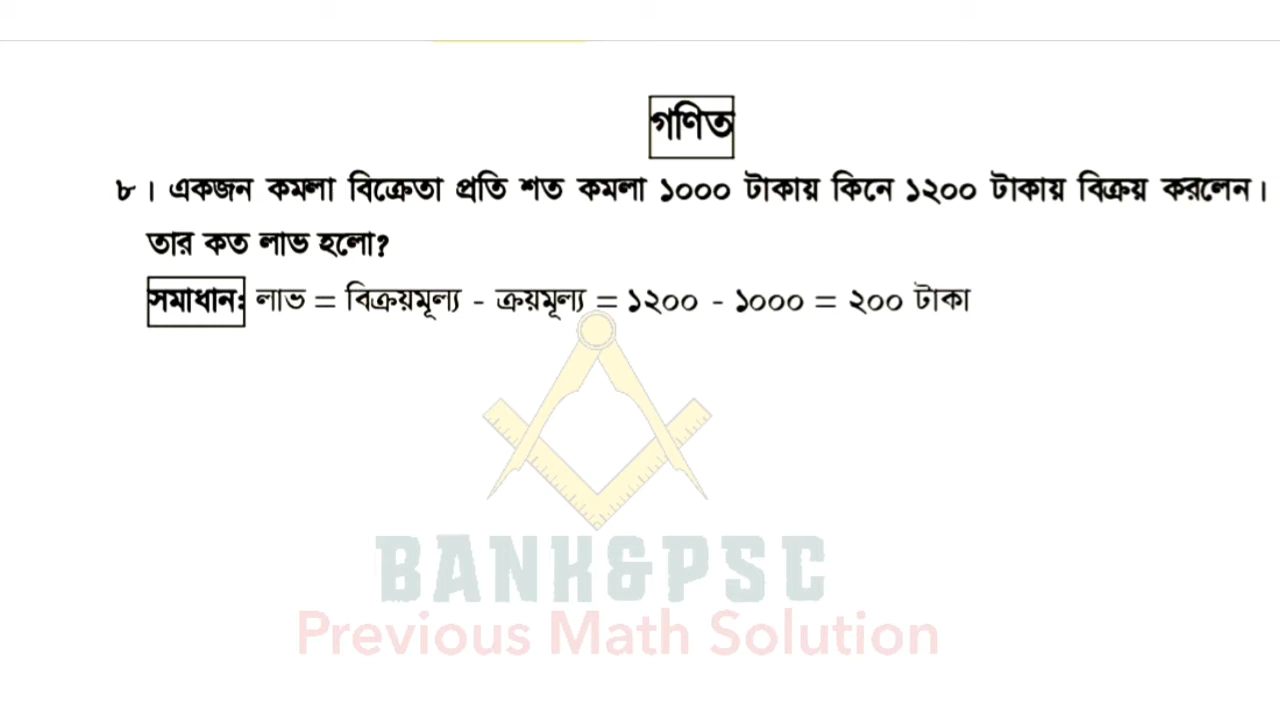 গণিত
৮। একজন কমলা বিক্রেতা প্রতি শত কমলা ১০০০ টাকায় কিনে ১২০০ টাকায় বিক্রয় করলেন।
তার কত লাভ হলো?
সমাধান: লাভ = বিক্রয়মূল্য - ক্রয়মূল্য = ১২০০ - ১০০০ = ২০০ টাকা
BANK&PSC
Previous Math Solution